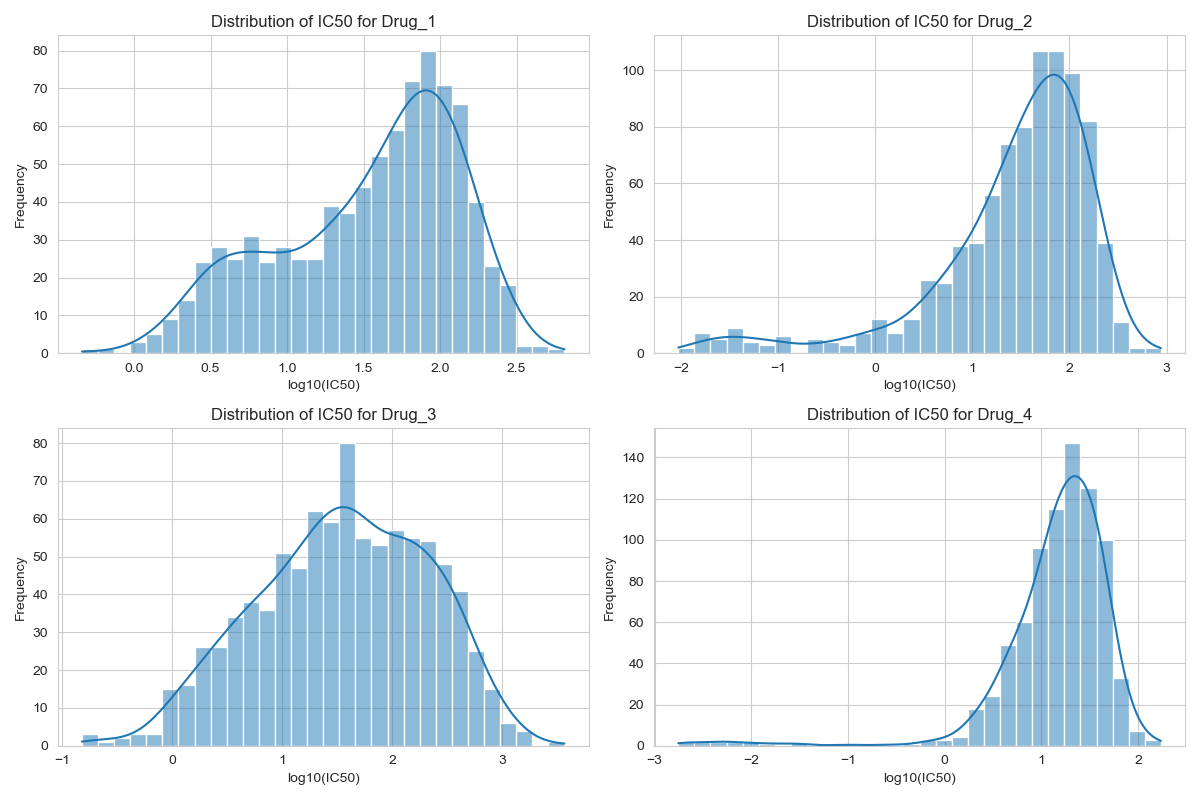 Distribution of IC50 for Drug_1
Frequency
80
70
60
50
40
30
20
10
0
0.0 0.5 1.0 1.5 2.0 2.5
log10(IC50)
Distribution of IC50 for Drug_2
Frequency
100
80
60
40
20
0
−2 −1 0 1 2 3
log10(IC50)
Distribution of IC50 for Drug_3
Frequency
80
70
60
50
40
30
20
10
0
−1 0 1 2 3
log10(IC50)
Distribution of IC50 for Drug_4
Frequency
140
120
100
80
60
40
20
0
−3 −2 −1 0 1 2
log10(IC50)